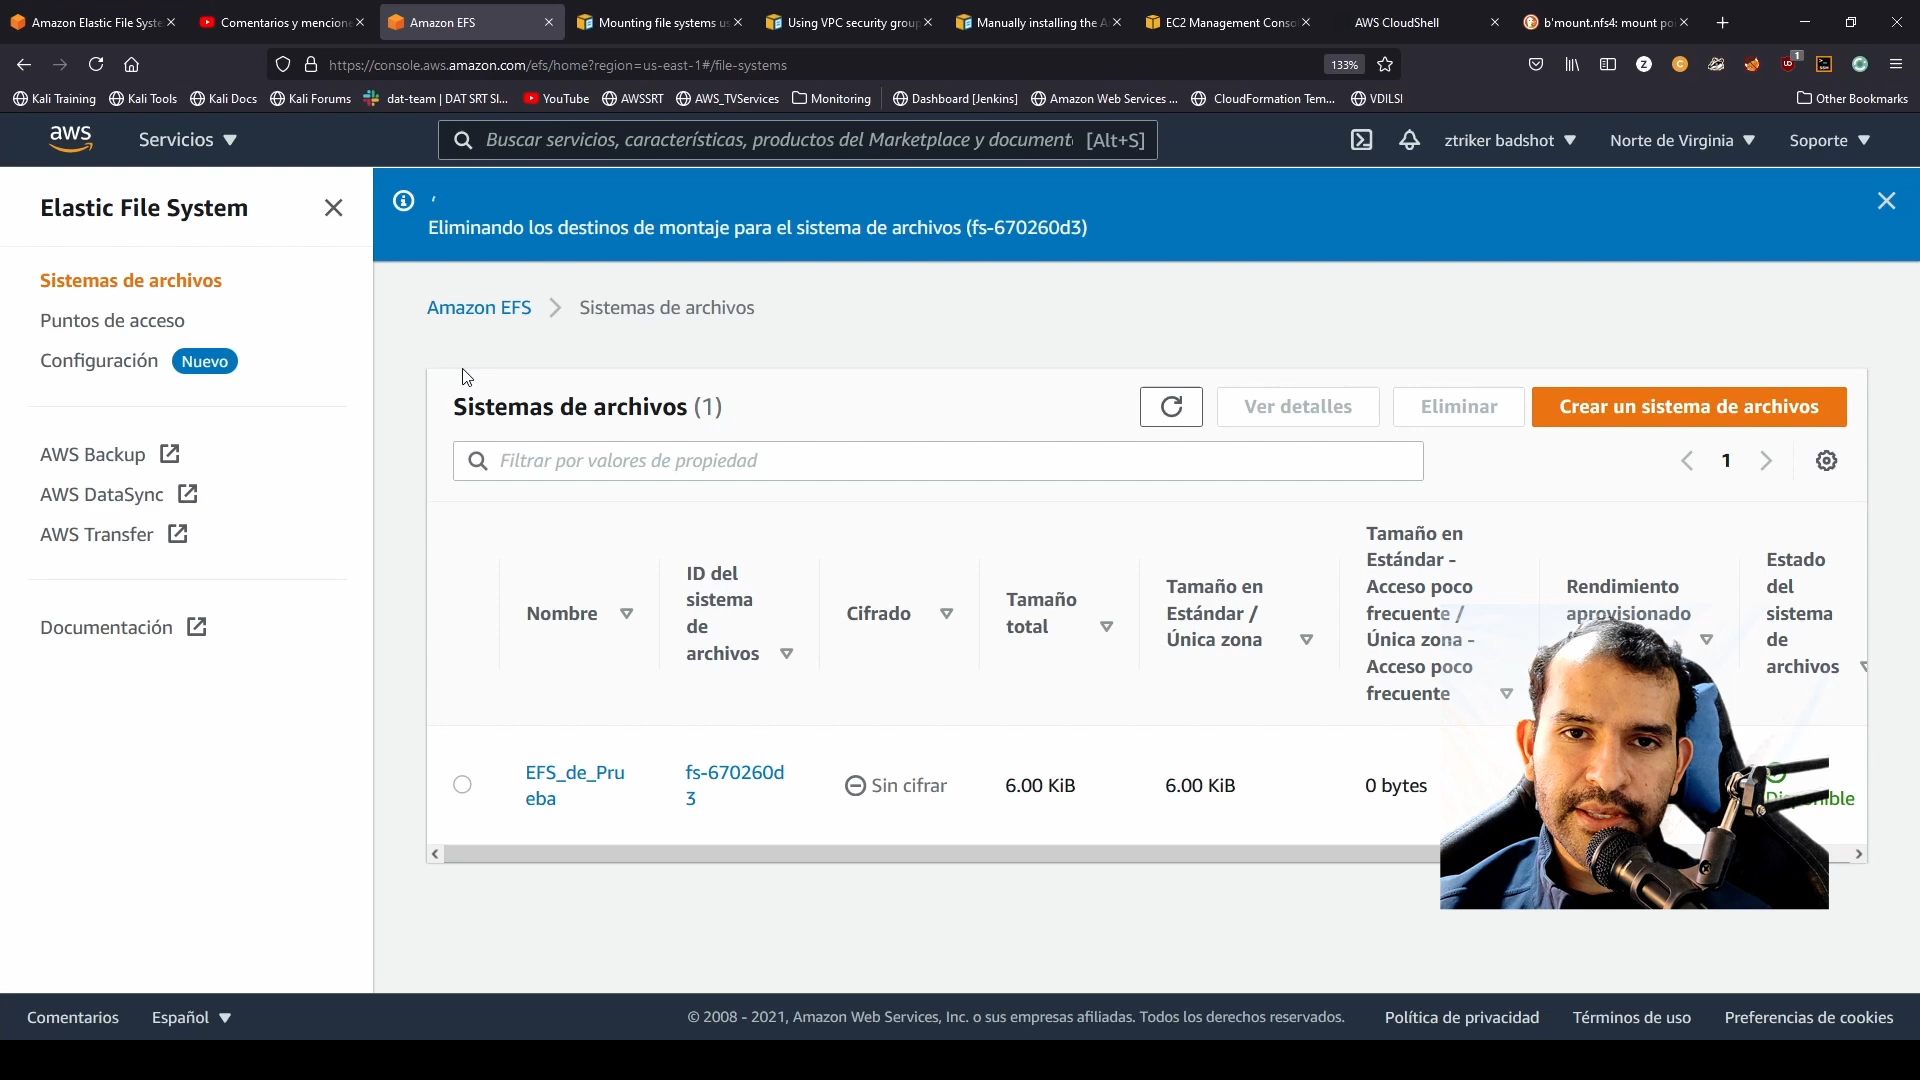 Amazon Elastic File Syste
Comentarios y mencione
Amazon EFS
Mounting file systems us
Using VPC security group
Manually installing the A
EC2 Management Conso
AWS CloudShell
b'mount.nfs4: mount po
https://console.aws.amazon.com/efs/home?region=us-east-1#/file-systems
133%
1
Kali Training
Kali Tools
Kali Docs
Kali Forums
dat-team | DAT SRT SI...
YouTube
AWSSRT
AWS_TVServices
Monitoring
Dashboard [Jenkins]
Amazon Web Services ...
CloudFormation Tem...
VDILSI
Other Bookmarks
aws
Servicios
Buscar servicios, características, productos del Marketplace y document
[Alt+S]
ztriker badshot
Norte de Virginia
Soporte
Elastic File System
Eliminando los destinos de montaje para el sistema de archivos (fs-670260d3)
Sistemas de archivos
Puntos de acceso
Configuración
Nuevo
AWS Backup
AWS DataSync
AWS Transfer
Documentación
Amazon EFS
Sistemas de archivos
Sistemas de archivos (1)
Ver detalles
Eliminar
Crear un sistema de archivos
Filtrar por valores de propiedad
1
Nombre
ID del
sistema
de
archivos
Cifrado
Tamaño
total
Tamaño en
Estándar /
Única zona
Tamaño en
Estándar -
Acceso poco
frecuente /
Única zona -
Acceso poco
frecuente
Rendimiento
aprovisionado
Estado
del
sistema
de
archivos
EFS_de_Pru
eba
fs-670260d
3
Sin cifrar
6.00 KiB
6.00 KiB
0 bytes
Comentarios
Español
© 2008 - 2021, Amazon Web Services, Inc. o sus empresas afiliadas. Todos los derechos reservados.
Política de privacidad
Términos de uso
Preferencias de cookies